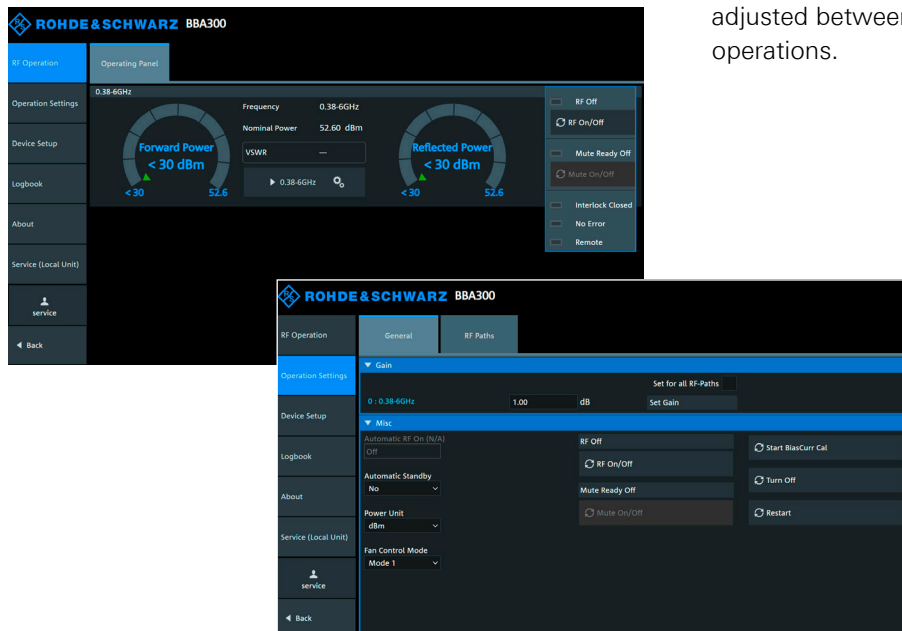 adjusted between
operations.
ROHDE & SCHWARZ BBA300
RF Operation
Operation Settings
Device Setup
Logbook
About
Service (Local Unit)
service
Back
Operating Panel
0.38-6GHz
Forward Power
< 30 dBm
< 30 52.6
Frequency 0.38-6GHz
Nominal Power 52.60 dBm
VSWR —
0.38-6GHz
Reflected Power
< 30 dBm
< 30 52.6
RF Off
RF On/Off
Mute Ready Off
Mute On/Off
Interlock Closed
No Error
Remote
ROHDE & SCHWARZ BBA300
RF Operation
Operation Settings
Device Setup
Logbook
About
Service (Local Unit)
service
Back
General RF Paths
Gain
Set for all RF-Paths
0 : 0.38-6GHz 1.00 dB Set Gain
Misc
Automatic RF On (N/A)
Off
Automatic Standby
No
Power Unit
dBm
Fan Control Mode
Mode 1
RF Off
RF On/Off
Mute Ready Off
Mute On/Off
Start BiasCurr Cal
Turn Off
Restart